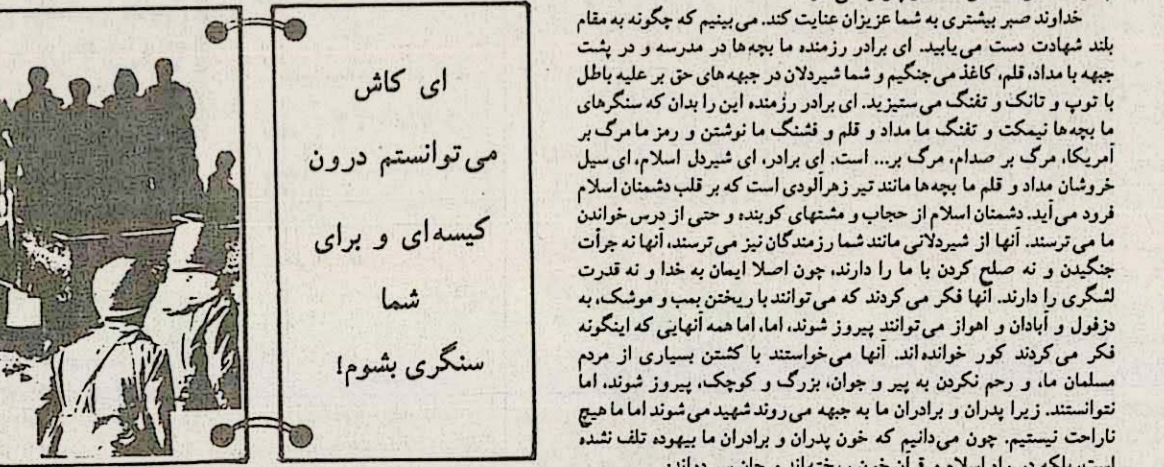 خداوند صبر بیشتری به شما عزیزان عنایت کند. می‌بینیم که چگونه به مقام
بلند شهادت دست می‌یابید. ای برادر رزمنده ما بچه‌ها در مدرسه و در پشت
جبهه با مداد، قلم، کاغذ می‌جنگیم و شما شیردلان در جبهه‌های حق بر علیه باطل
با توپ و تانک و تفنگ می‌ستیزید. ای برادر رزمنده این را بدان که سنگرهای
ما بچه‌ها نیمکت و تفنگ ما مداد و قلم و فشنگ ما نوشتن و رمز ما مرگ بر
آمریکا، مرگ بر صدام، مرگ بر... است. ای برادر، ای شیردل اسلام، ای سیل
خروشان مداد و قلم ما بچه‌ها مانند تیر زهرآلودی است که بر قلب دشمنان اسلام
فرود می‌آید. دشمنان اسلام از حجاب و مشتهای کوبنده و حتی از درس خواندن
ما می‌ترسند. آنها از شیردلانی مانند شما رزمندگان نیز می‌ترسند، آنها نه جرأت
جنگیدن و نه صلح کردن با ما را دارند، چون اصلا ایمان به خدا و نه قدرت
لشگری را دارند. آنها فکر می‌کردند که می‌توانند با ریختن بمب و موشک، به
دزفول و آبادان و اهواز می‌توانند پیروز شوند، اما، اما همه آنهایی که اینگونه
فکر می‌کردند کور خوانده‌اند. آنها می‌خواستند با کشتن بسیاری از مردم
مسلمان ما، و رحم نکردن به پیر و جوان، بزرگ و کوچک، پیروز شوند، اما
نتوانستند. زیرا پدران و برادران ما به جبهه می‌روند شهید می‌شوند اما ما هیچ
ناراحت نیستیم. چون می‌دانیم که خون پدران و برادران ما بیهوده تلف نشده
ای کاش
می‌توانستم درون
کیسه‌ای و برای
شما
سنگری بشوم!